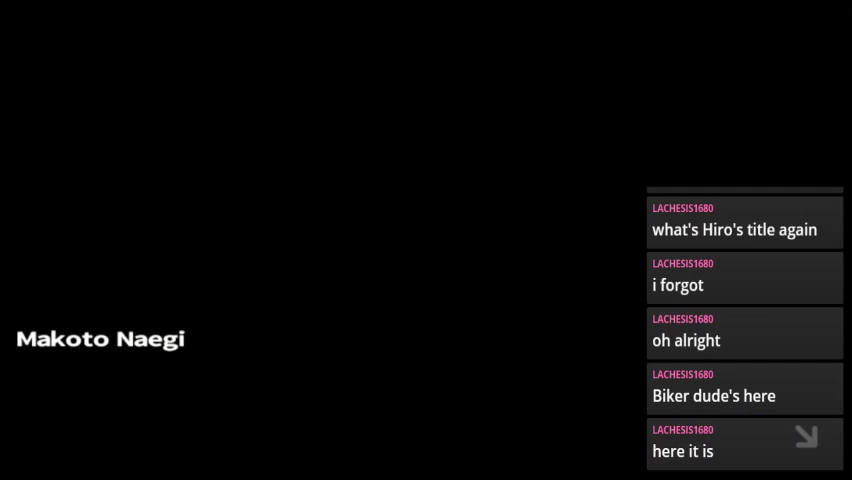 LACHESIS1680
what's Hiro's title again
LACHESIS1680
i forgot
LACHESIS1680
oh alright
Makoto Naegi
LACHESIS1680
Biker dude's here
LACHESIS1680
here it is